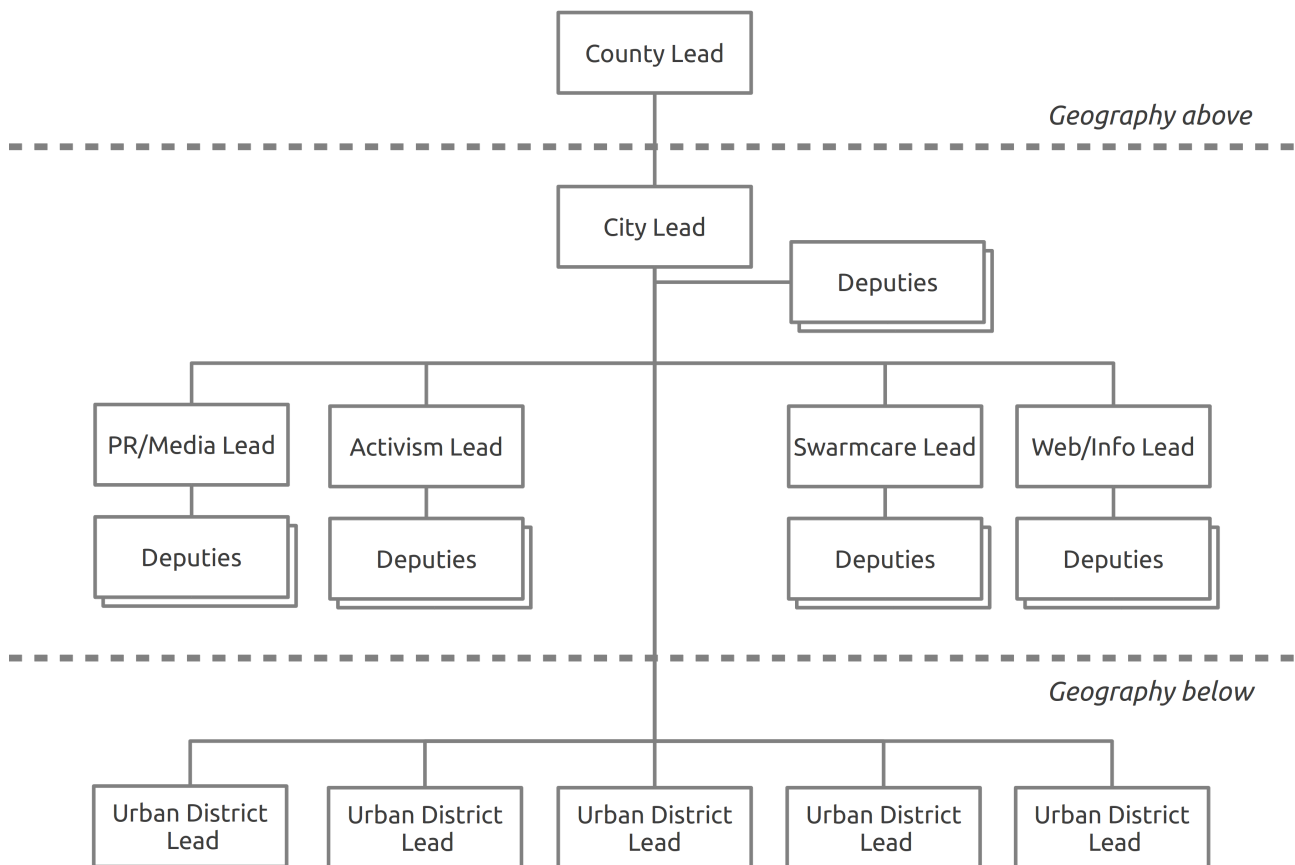 County Lead
Geography above
City Lead
Deputies
PR/Media Lead
Activism Lead
Swarmcare Lead
Web/Info Lead
Deputies
Deputies
Deputies
Deputies
Geography below
Urban District
Lead
Urban District
Lead
Urban District
Lead
Urban District
Lead
Urban District
Lead